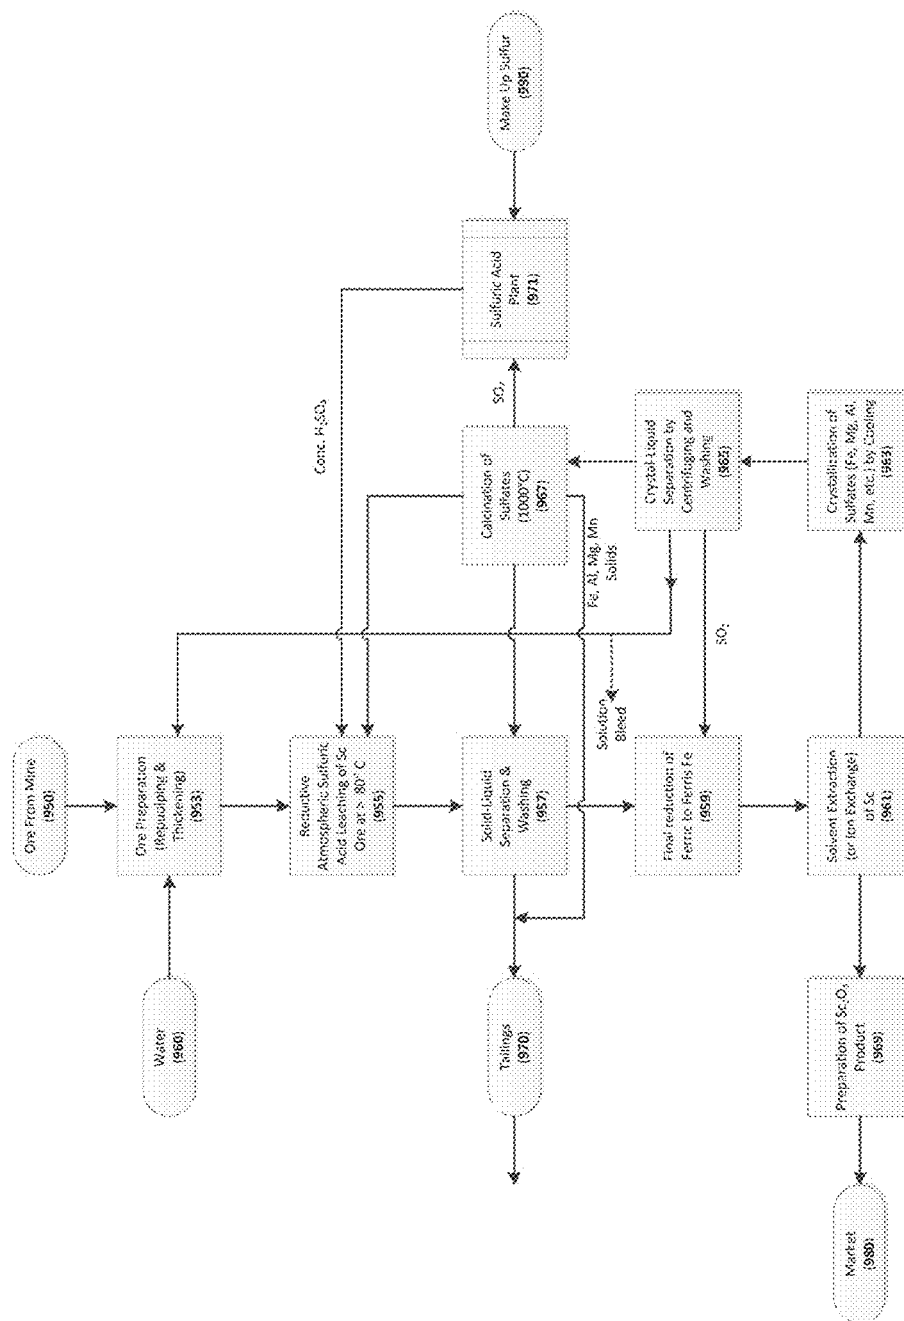 Ore From Mine
(950)
Water
(960)
Ore Preparation
(Repulping &
Thickening)
(953)
Reductive
Atmospheric Sulfuric
Acid Leaching of Sc
Ore at > 80° C
(955)
Conc. H₂SO₄
Make Up Sulfur
(990)
Sulfuric Acid
Plant
(971)
SO₂
Calcination of
Sulfates
(1000°C)
(967)
Fe, Al, Mg, Mn
Solids
Solid-Liquid
Separation &
Washing
(957)
Tailings
(970)
Solution
Bleed
Crystal-Liquid
Separation by
Centrifuging and
Washing
(965)
SO₂
Final reduction of
Ferric to Ferris Fe
(959)
Solvent Extraction
(or Ion Exchange)
of Sc
(961)
Crystallization of
Sulfates (Fe, Mg, Al,
Mn, etc.) by Cooling
(963)
Preparation of Sc₂O₃
Product
(969)
Market
(980)